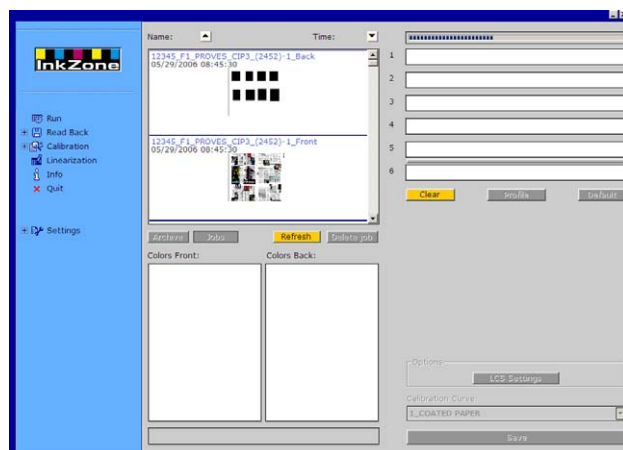 InkZone
Run
Read Back
Calibration
Linearization
Info
Quit
Settings
Name:
Time:
12345_F1_PROVES_CIP3_(2452)-1_Back
05/29/2006 08:45:30
12345_F1_PROVES_CIP3_(2452)-1_Front
05/29/2006 08:45:30
Archive
Jobs
Refresh
Delete job
Colors Front:
Colors Back:
1
2
3
4
5
6
Clear
Profile
Default
Options
LCS Settings
Calibration Curve:
1_COATED PAPER
Save